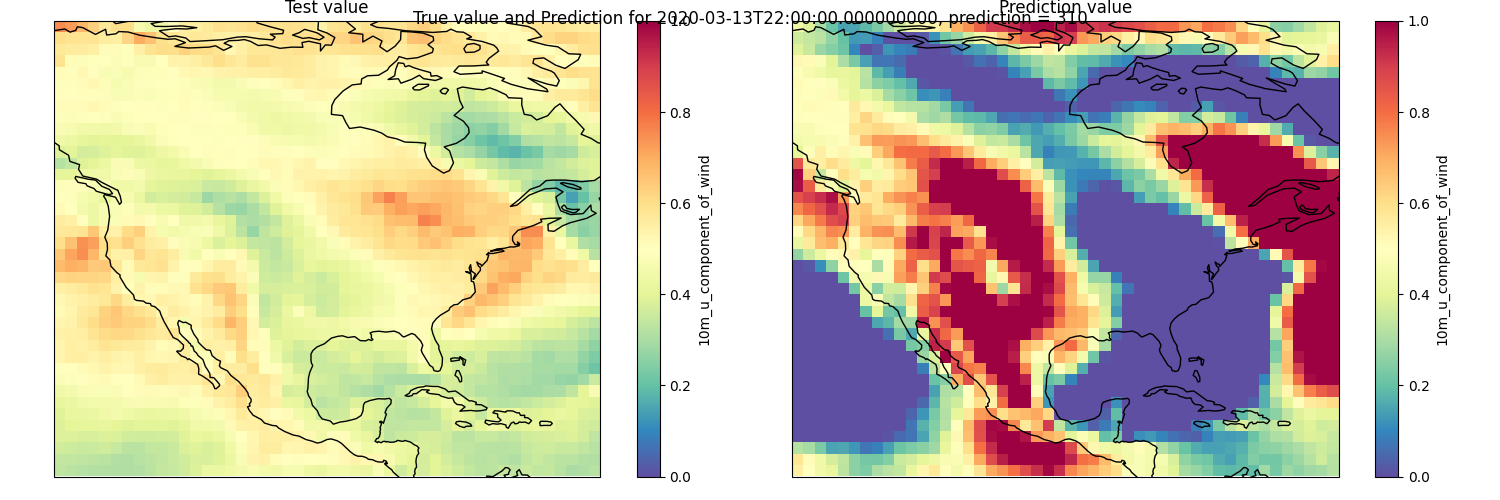 Test value
True value and Prediction for 2020-03-13T22:00:00.000000000, prediction = 310
Prediction value
1.0
0.8
0.6
0.4
0.2
0.0
10m_u_component_of_wind
1.0
0.8
0.6
0.4
0.2
0.0
10m_u_component_of_wind